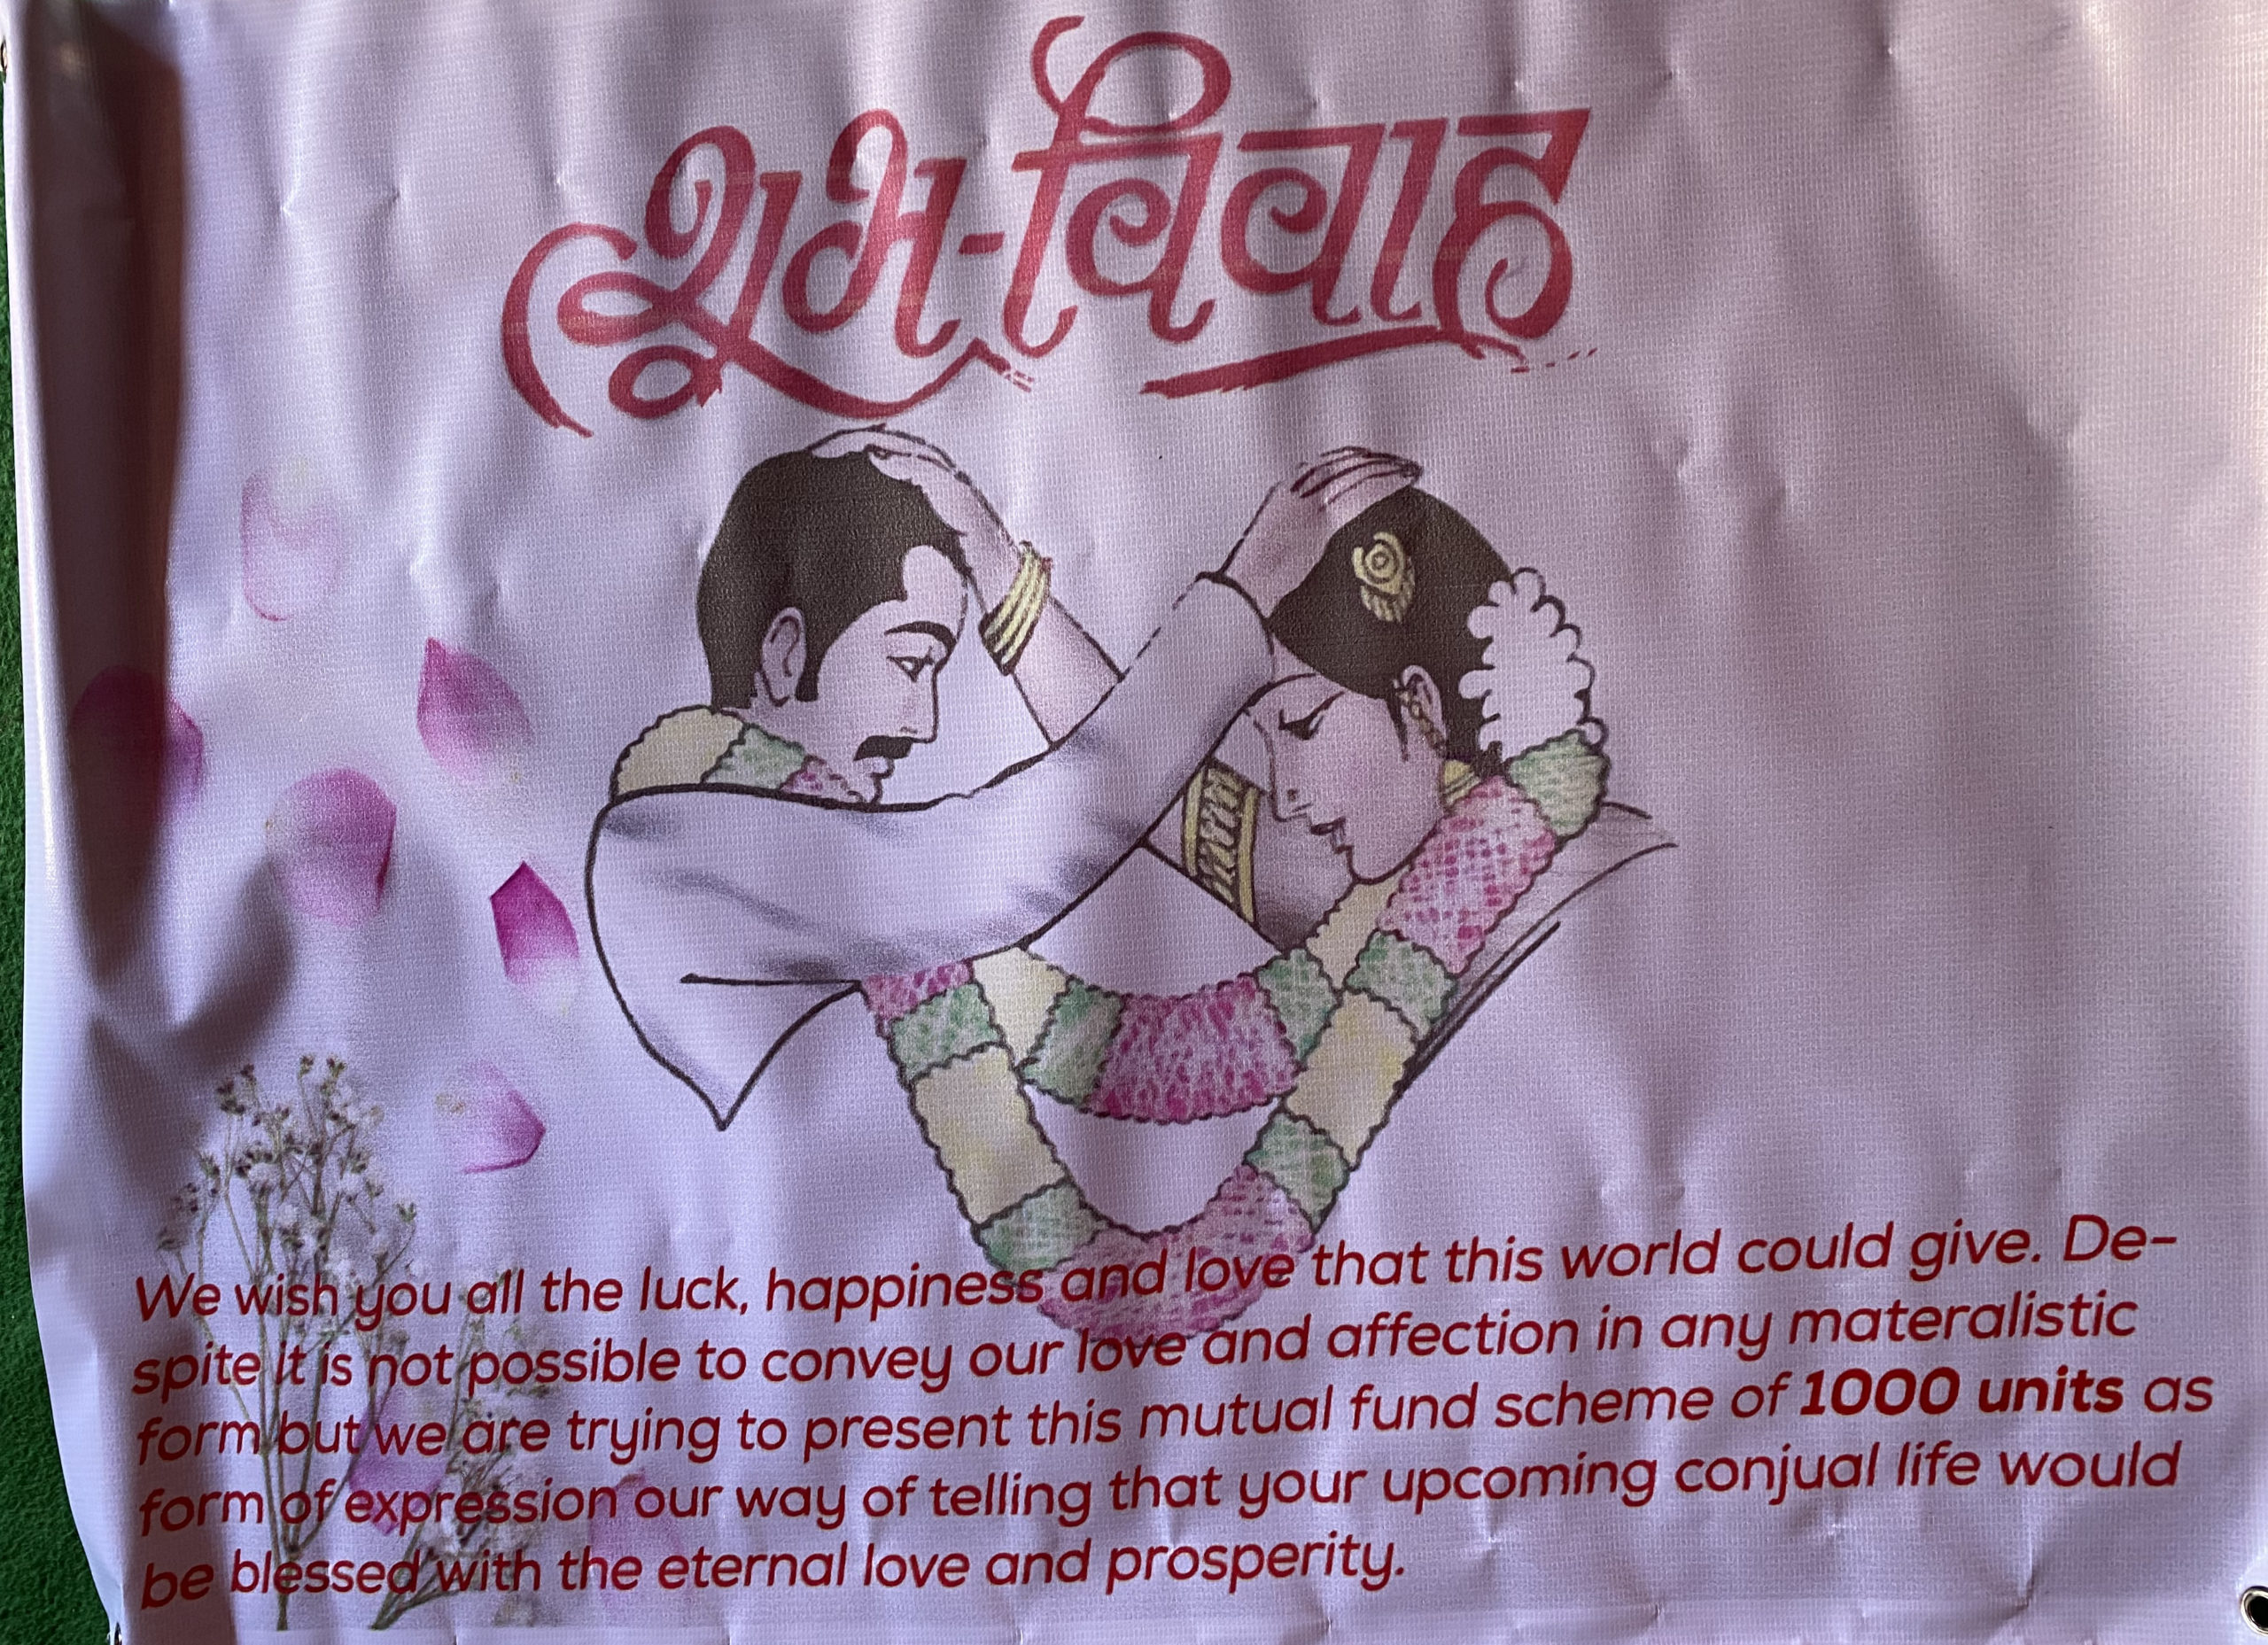 शुभ-विवाह
We wish you all the luck, happiness and love that this world could give. De-
spite it is not possible to convey our love and affection in any materalistic
form but we are trying to present this mutual fund scheme of 1000 units as
form of expression our way of telling that your upcoming conjual life would
be blessed with the eternal love and prosperity.